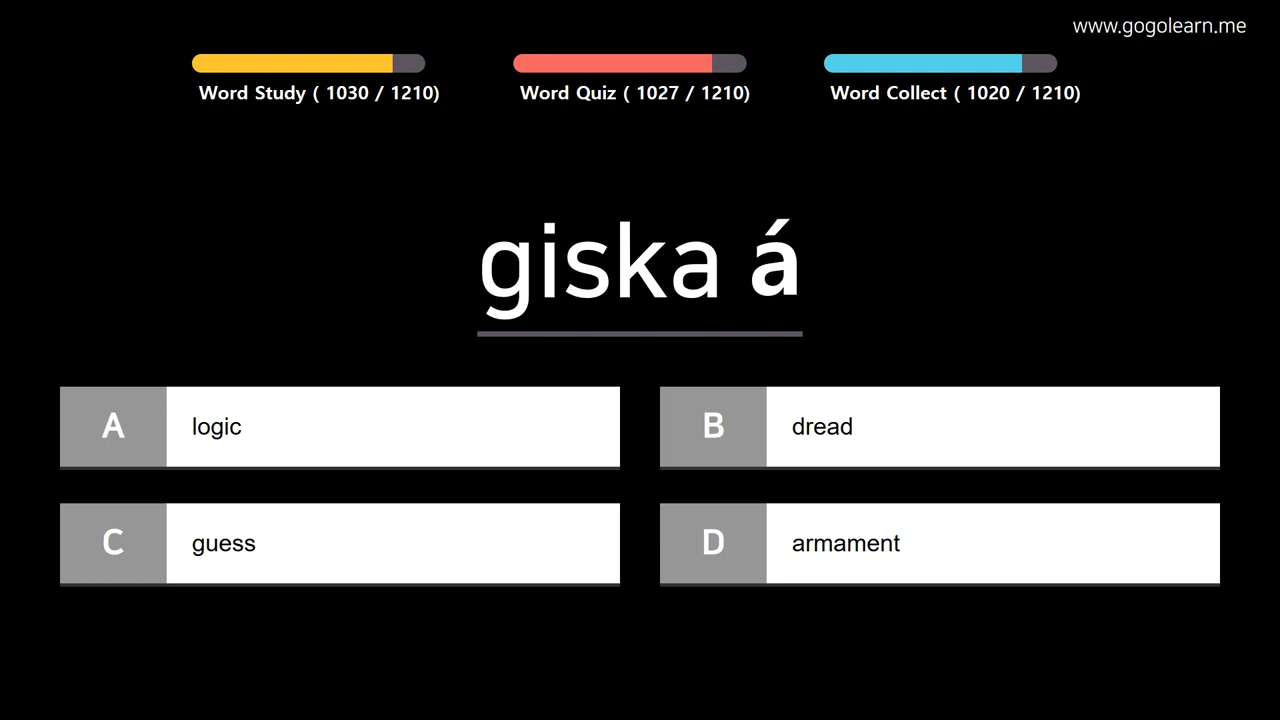 www.gogolearn.me
Word Study ( 1030 / 1210)
Word Quiz ( 1027 / 1210)
Word Collect ( 1020 / 1210)
giska á
A logic
B dread
C guess
D armament